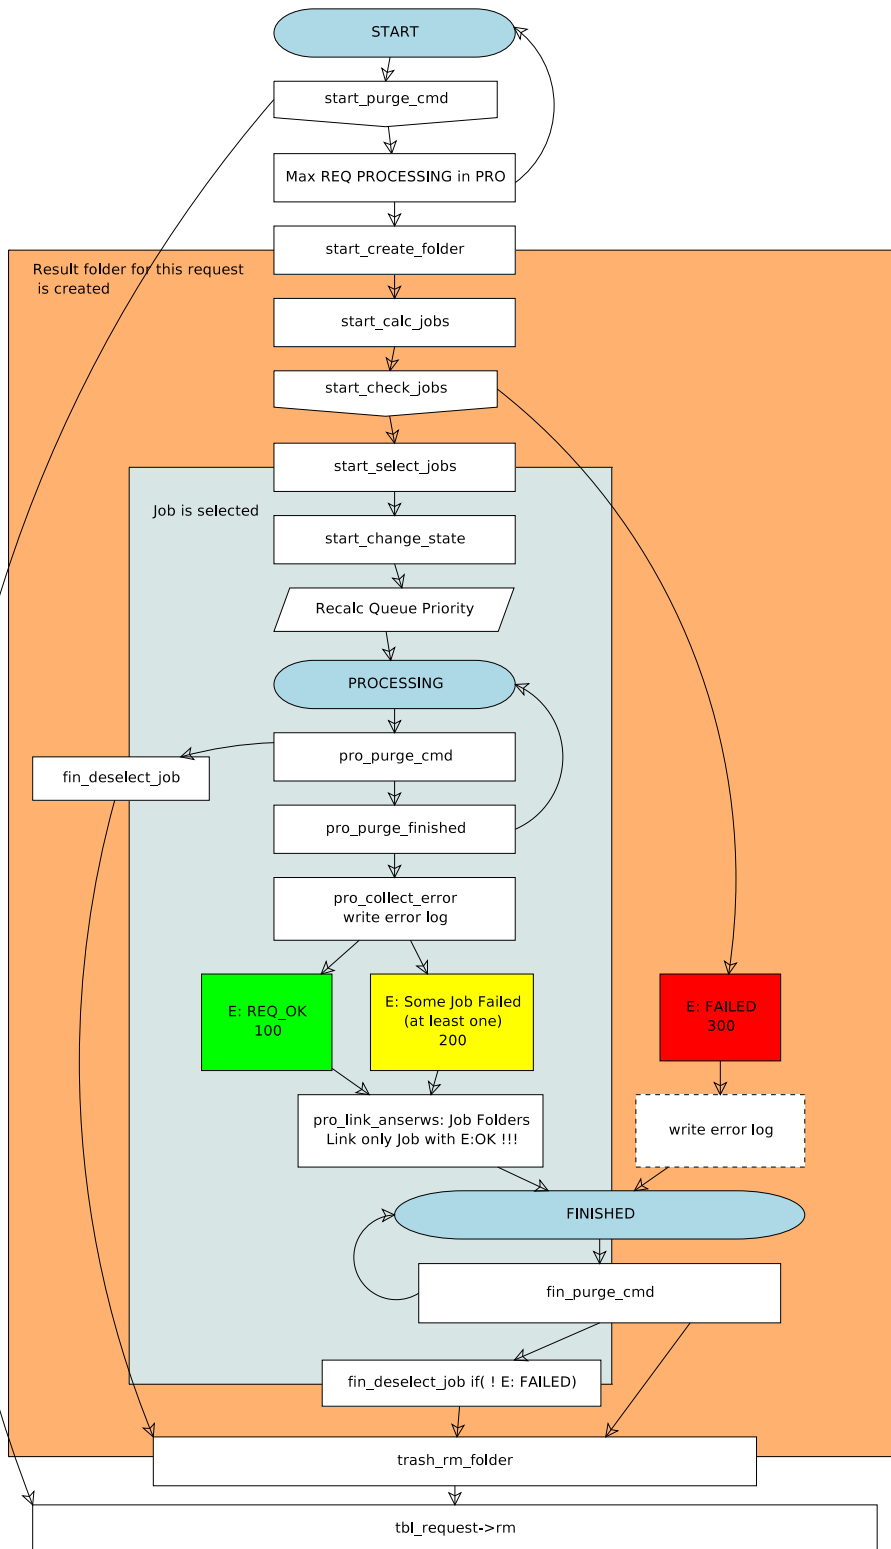 START
start_purge_cmd
Max REQ PROCESSING in PRO
start_create_folder
Result folder for this request
is created
start_calc_jobs
start_check_jobs
start_select_jobs
Job is selected
start_change_state
Recalc Queue Priority
PROCESSING
pro_purge_cmd
fin_deselect_job
pro_purge_finished
pro_collect_error
write error log
E: REQ_OK
100
E: Some Job Failed
(at least one)
200
E: FAILED
300
pro_link_anserws: Job Folders
Link only Job with E:OK !!!
write error log
FINISHED
fin_purge_cmd
fin_deselect_job if( ! E: FAILED)
trash_rm_folder
tbl_request->rm